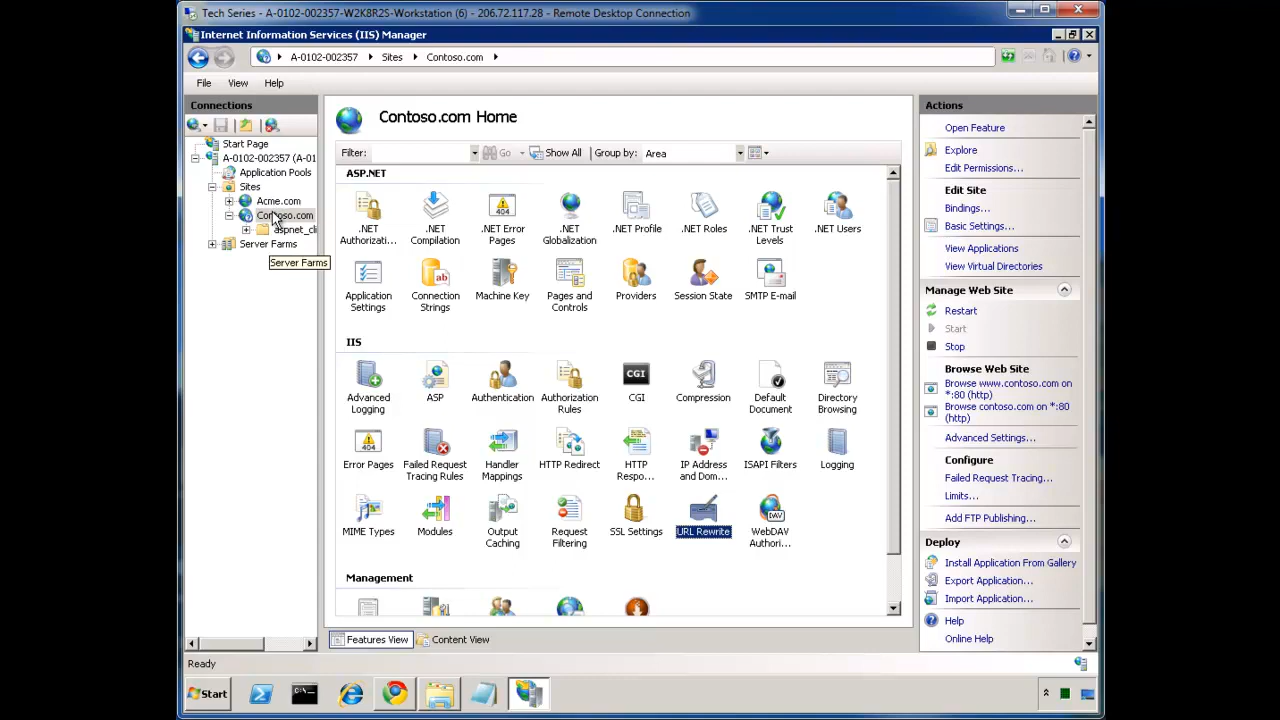 Tech Series - A-0102-002357-W2K8R2S-Workstation (6) - 206.72.117.28 - Remote Desktop Connection
Internet Information Services (IIS) Manager
A-0102-002357 Sites Contoso.com
File View Help
Connections
Start Page
A-0102-002357 (A-01
Application Pools
Sites
Acme.com
Contoso.com
aspnet_cli
Server Farms
Server Farms
Contoso.com Home
Filter: Go Show All Group by: Area
ASP.NET
.NET Authorizati...
.NET Compilation
.NET Error Pages
.NET Globalization
.NET Profile
.NET Roles
.NET Trust Levels
.NET Users
Application Settings
Connection Strings
Machine Key
Pages and Controls
Providers
Session State
SMTP E-mail
IIS
Advanced Logging
ASP
Authentication
Authorization Rules
CGI
Compression
Default Document
Directory Browsing
Error Pages
Failed Request Tracing Rules
Handler Mappings
HTTP Redirect
HTTP Respo...
IP Address and Dom...
ISAPI Filters
Logging
MIME Types
Modules
Output Caching
Request Filtering
SSL Settings
URL Rewrite
WebDAV Authori...
Management
Features View Content View
Actions
Open Feature
Explore
Edit Permissions...
Edit Site
Bindings...
Basic Settings...
View Applications
View Virtual Directories
Manage Web Site
Restart
Start
Stop
Browse Web Site
Browse www.contoso.com on
*:80 (http)
Browse contoso.com on *:80
(http)
Advanced Settings...
Configure
Failed Request Tracing...
Limits...
Add FTP Publishing...
Deploy
Install Application From Gallery
Export Application...
Import Application...
Help
Online Help
Ready
Start